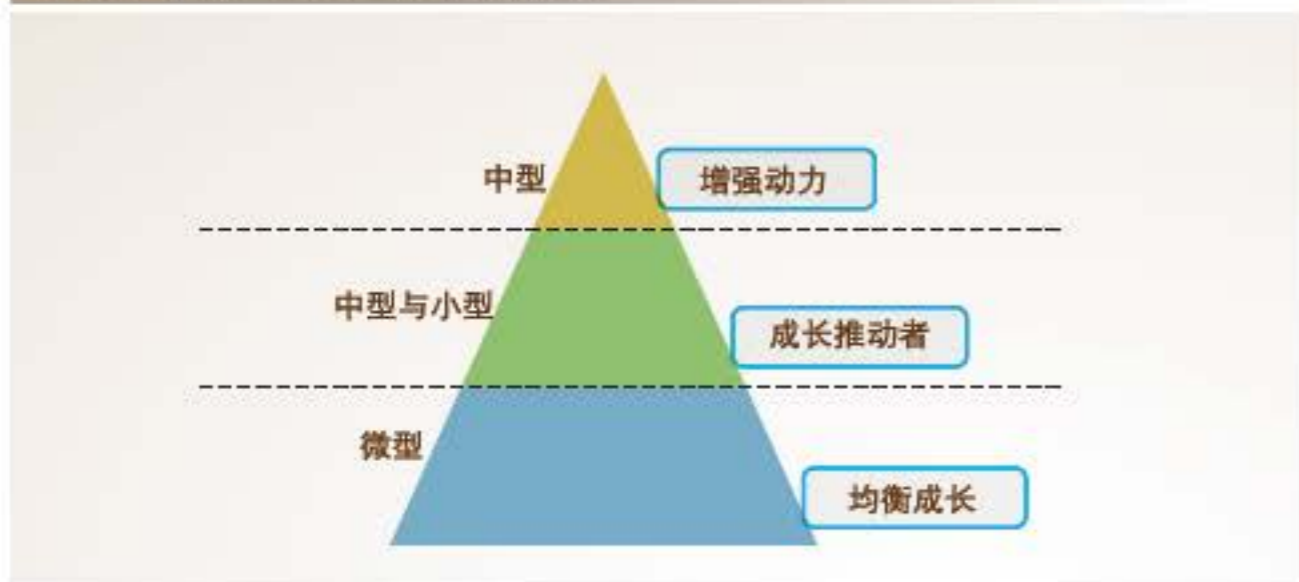 中型
增强动力
中型与小型
成长推动者
微型
均衡成长